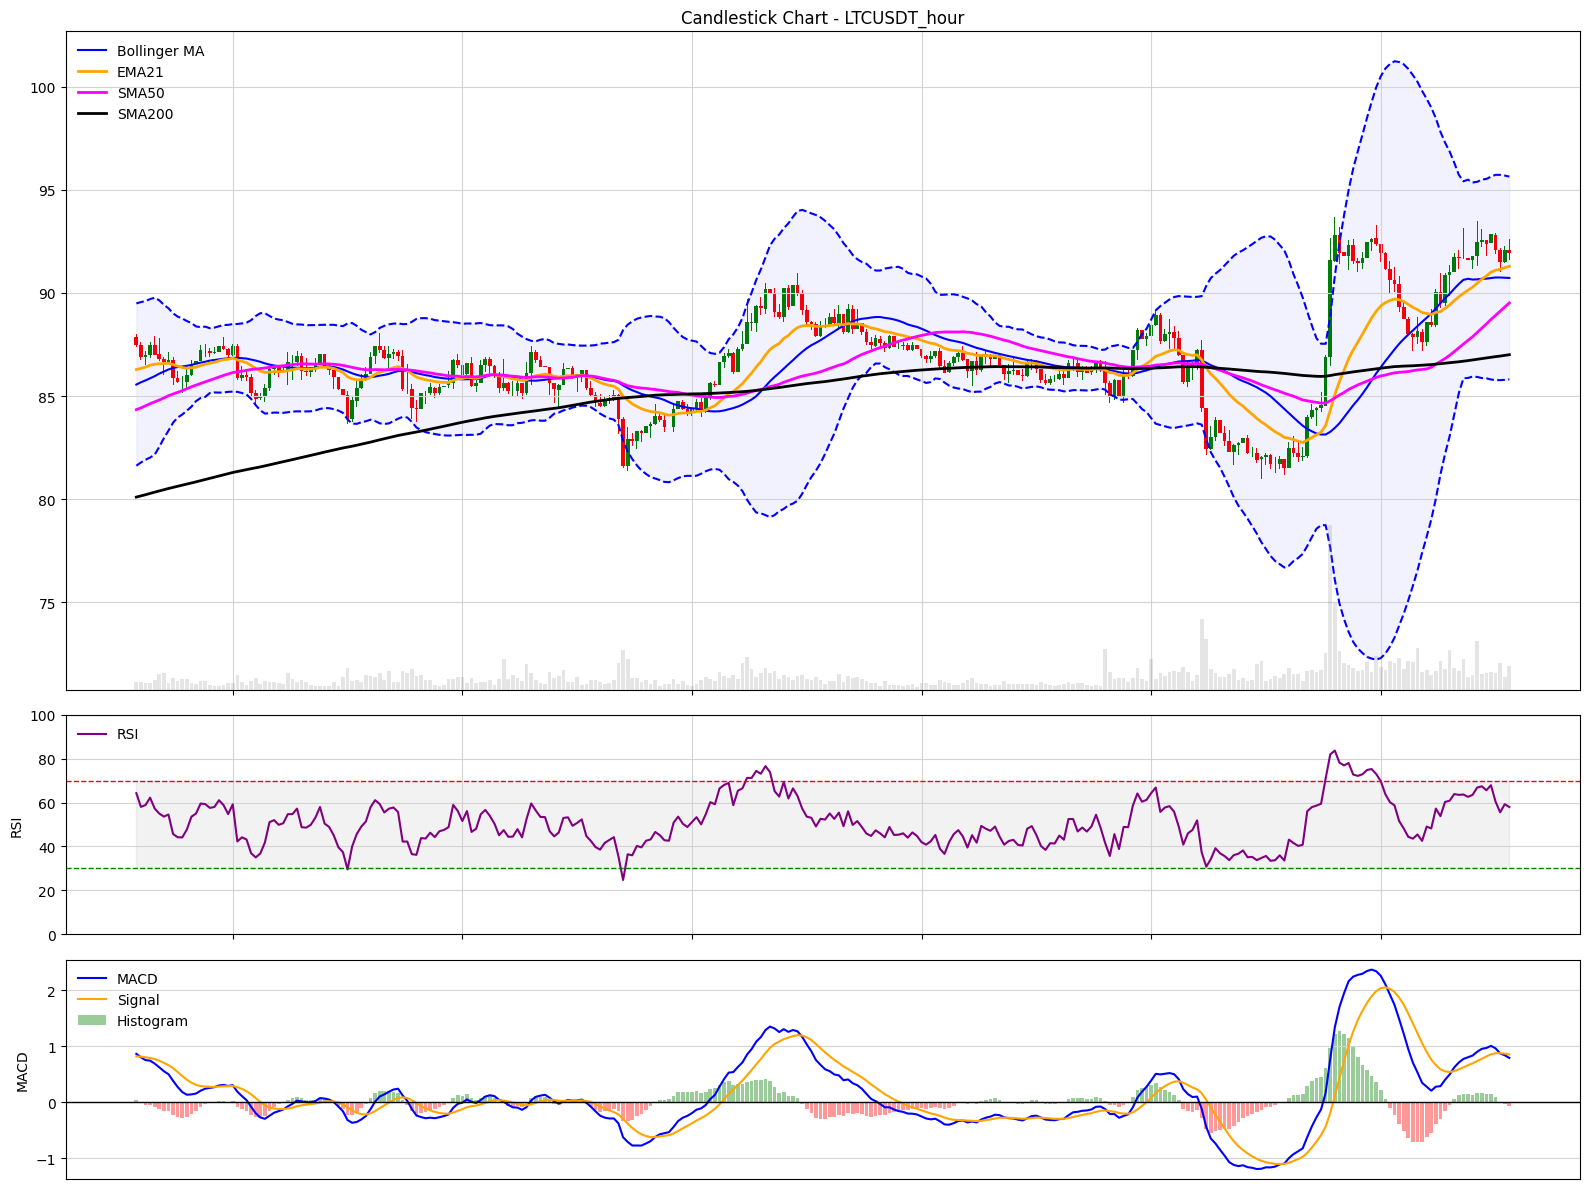 Candlestick Chart - LTCUSDT_hour
Bollinger MA
EMA21
SMA50
SMA200
100
95
90
85
80
75
RSI
100
80
60
40
20
0
RSI
MACD
Signal
Histogram
2
1
0
−1
MACD